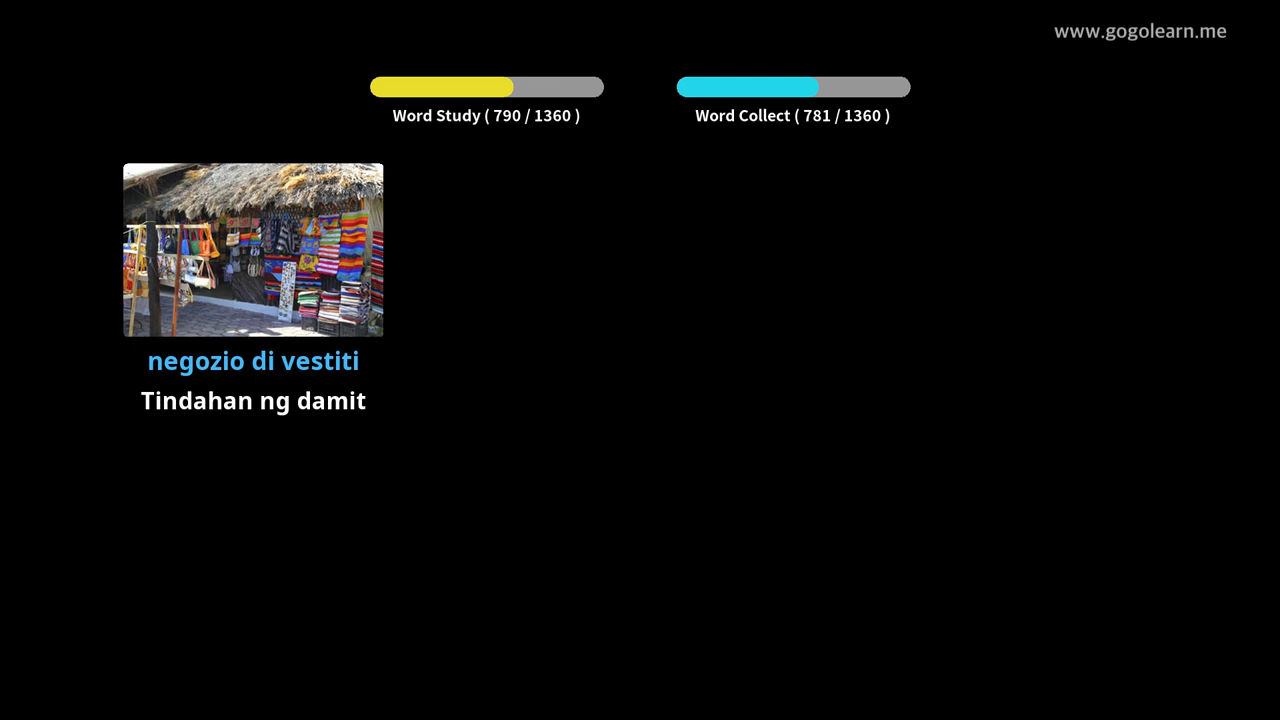 www.gogolearn.me
Word Study ( 790 / 1360 )
Word Collect ( 781 / 1360 )
negozio di vestiti
Tindahan ng damit